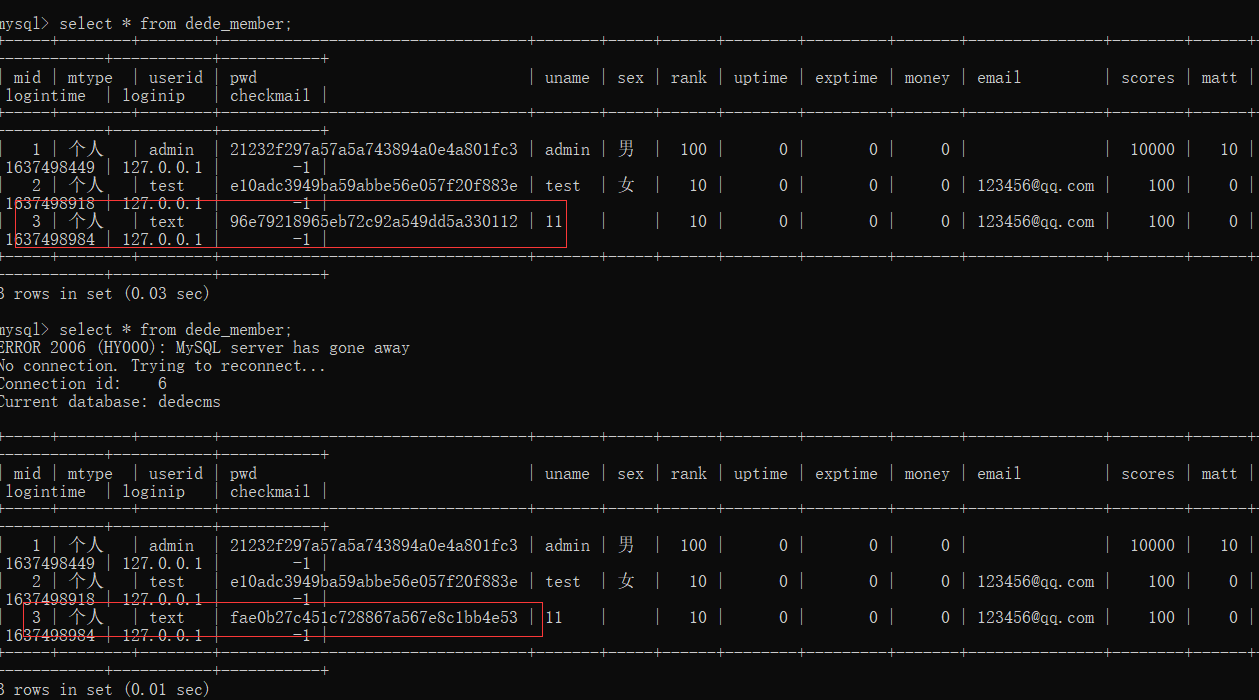 mysql> select * from dede_member;
+-----+--------+--------+----------------------------------+--------+-----+------+--------+---------+-------+---------------+--------+------+
------------+-----------+-----------+
| mid | mtype | userid | pwd | uname | sex | rank | uptime | exptime | money | email | scores | matt |
logintime | loginip | checkmail |
+-----+--------+--------+----------------------------------+--------+-----+------+--------+---------+-------+---------------+--------+------+
------------+-----------+-----------+
| 1 | 个人 | admin | 21232f297a57a5a743894a0e4a801fc3 | admin | 男 | 100 | 0 | 0 | 0 | | 10000 | 10 |
1637498449 | 127.0.0.1 | -1 |
| 2 | 个人 | test | e10adc3949ba59abbe56e057f20f883e | test | 女 | 10 | 0 | 0 | 0 | 123456@qq.com | 100 | 0 |
1637498918 | 127.0.0.1 | -1 |
| 3 | 个人 | text | 96e79218965eb72c92a549dd5a330112 | 11 | | 10 | 0 | 0 | 0 | 123456@qq.com | 100 | 0 |
1637498984 | 127.0.0.1 | -1 |
+-----+--------+--------+----------------------------------+--------+-----+------+--------+---------+-------+---------------+--------+------+
------------+-----------+-----------+
3 rows in set (0.03 sec)
mysql> select * from dede_member;
ERROR 2006 (HY000): MySQL server has gone away
No connection. Trying to reconnect...
Connection id: 6
Current database: dedecms
+-----+--------+--------+----------------------------------+--------+-----+------+--------+---------+-------+---------------+--------+------+
------------+-----------+-----------+
| mid | mtype | userid | pwd | uname | sex | rank | uptime | exptime | money | email | scores | matt |
logintime | loginip | checkmail |
+-----+--------+--------+----------------------------------+--------+-----+------+--------+---------+-------+---------------+--------+------+
------------+-----------+-----------+
| 1 | 个人 | admin | 21232f297a57a5a743894a0e4a801fc3 | admin | 男 | 100 | 0 | 0 | 0 | | 10000 | 10 |
1637498449 | 127.0.0.1 | -1 |
| 2 | 个人 | test | e10adc3949ba59abbe56e057f20f883e | test | 女 | 10 | 0 | 0 | 0 | 123456@qq.com | 100 | 0 |
1637498918 | 127.0.0.1 | -1 |
| 3 | 个人 | text | fae0b27c451c728867a567e8c1bb4e53 | 11 | | 10 | 0 | 0 | 0 | 123456@qq.com | 100 | 0 |
1637498984 | 127.0.0.1 | -1 |
+-----+--------+--------+----------------------------------+--------+-----+------+--------+---------+-------+---------------+--------+------+
------------+-----------+-----------+
3 rows in set (0.01 sec)